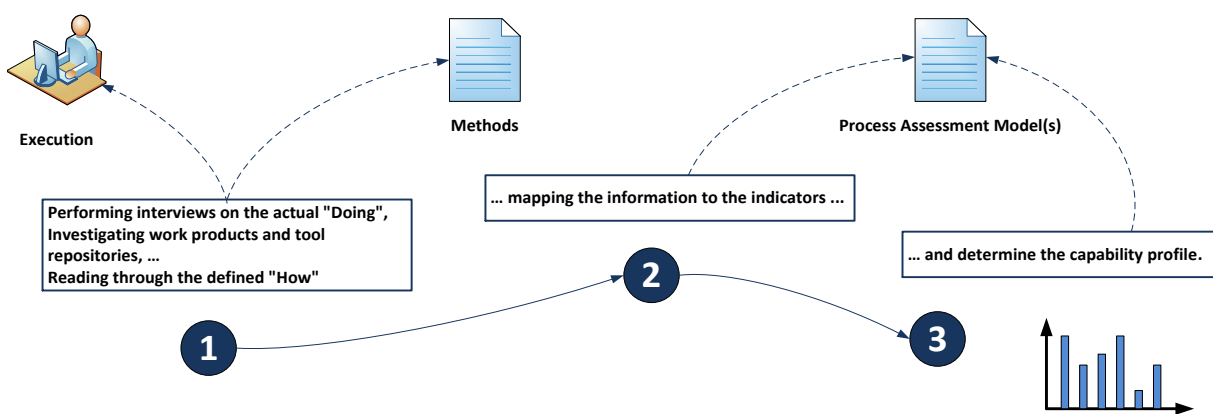 Execution
Methods
Process Assessment Model(s)
Performing interviews on the actual "Doing",
Investigating work products and tool
repositories, …
Reading through the defined "How"
… mapping the information to the indicators …
… and determine the capability profile.
1
2
3